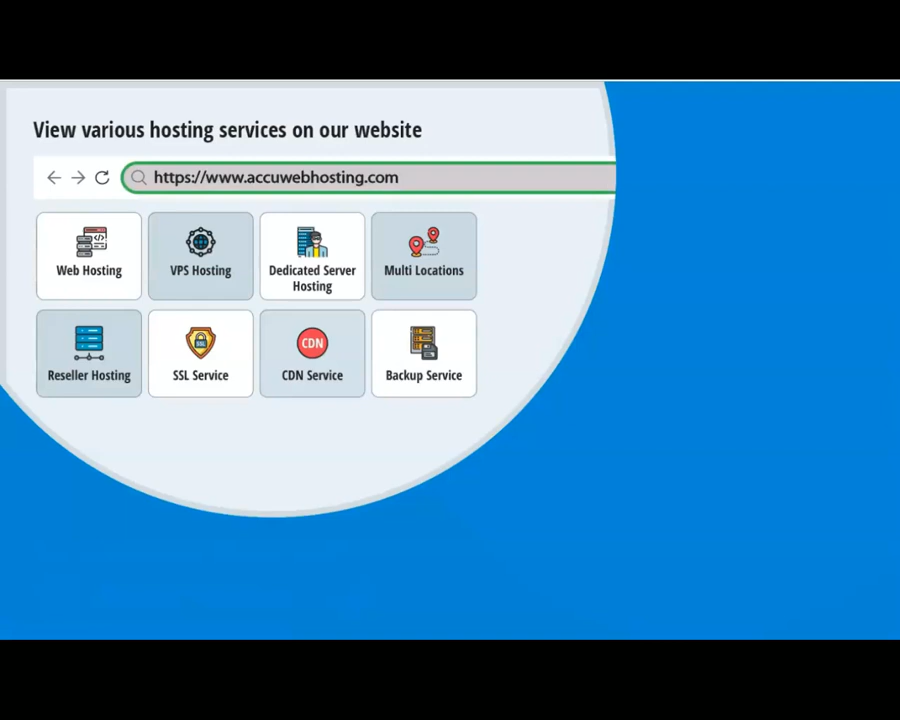 View various hosting services on our website
https://www.accuwebhosting.com
Web Hosting
VPS Hosting
Dedicated Server
Hosting
Multi Locations
Reseller Hosting
SSL
SSL Service
CDN
CDN Service
Backup Service